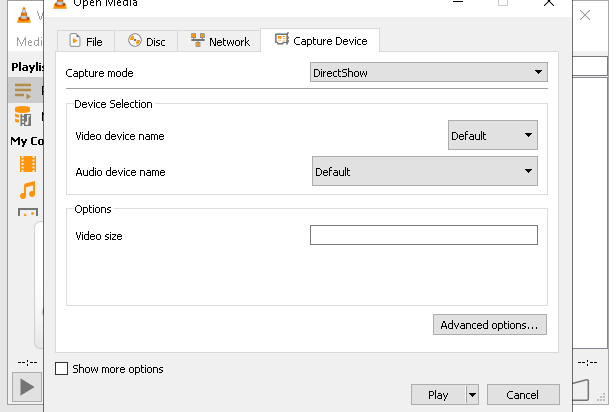 Open Media
Medi
File
Disc
Network
Capture Device
Playlis
Capture mode
DirectShow
Device Selection
Video device name
Default
My Co
Audio device name
Default
Options
Video size
Advanced options...
--:--
Show more options
--:--
Play
Cancel